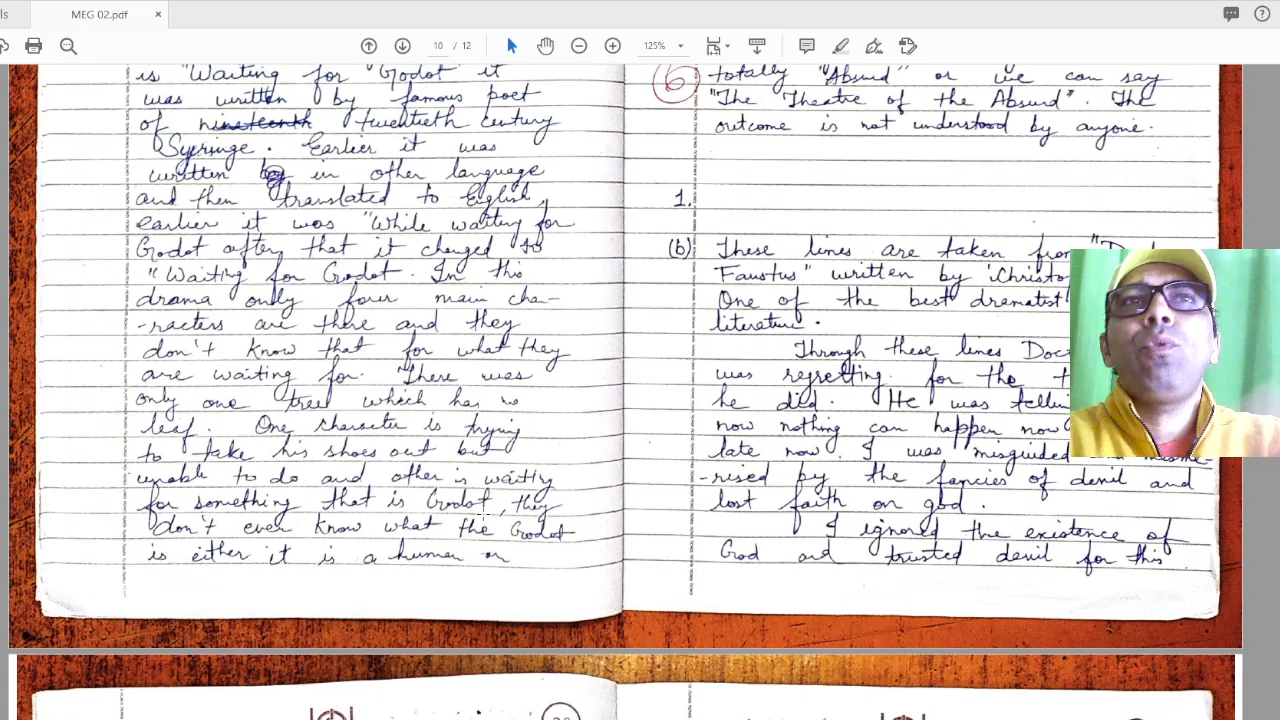 ls
MEG 02.pdf
×
10 / 12
125%
is "Waiting for Godot" it
was written by famous poet
of nineteenth twentieth century
Syringe. Earlier it was
written in other language
and then translated to English,
earlier it was "While waiting for
Godot after that it changed to
"Waiting for Godot. In this
drama only four main cha-
-racters are there and they
don't know that for what they
are waiting for. There was
only one tree which has no
leaf. One character is trying
to take his shoes out but
unable to do and other is waiting
for something that is Godot, they
don't even know what the Godot
is either it is a human or
6
totally "Absurd" or we can say
"The Theatre of the Absurd". The
outcome is not understood by anyone.
1.
(b) These lines are taken from
Faustus" written by
One of the best dramatist
literature.
Through these lines
was regretting for the
he did. He was
now nothing can happen now
late now. I was misguided
-rised by the fancies of devil and
lost faith on god.
I ignored the existence of
God and trusted devil for this